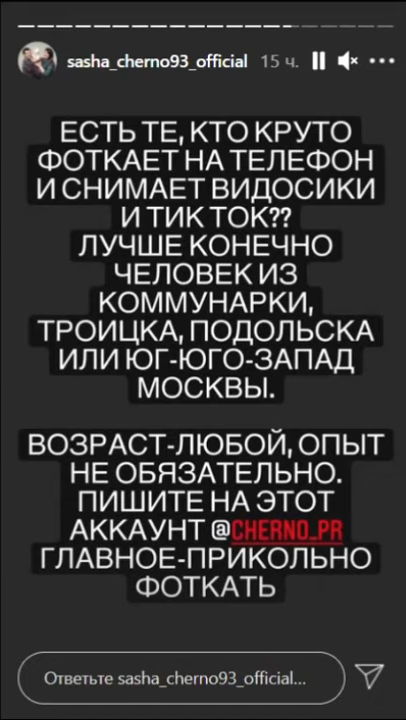 sasha_cherno93_official 15 ч.
ЕСТЬ ТЕ, КТО КРУТО
ФОТКАЕТ НА ТЕЛЕФОН
И СНИМАЕТ ВИДОСИКИ
И ТИК ТОК??
ЛУЧШЕ КОНЕЧНО
ЧЕЛОВЕК ИЗ
КОММУНАРКИ,
ТРОИЦКА, ПОДОЛЬСКА
ИЛИ ЮГ-ЮГО-ЗАПАД
МОСКВЫ.
ВОЗРАСТ-ЛЮБОЙ, ОПЫТ
НЕ ОБЯЗАТЕЛЬНО.
ПИШИТЕ НА ЭТОТ
АККАУНТ @CHERNO_PR
ГЛАВНОЕ-ПРИКОЛЬНО
ФОТКАТЬ
Ответьте sasha_cherno93_official...